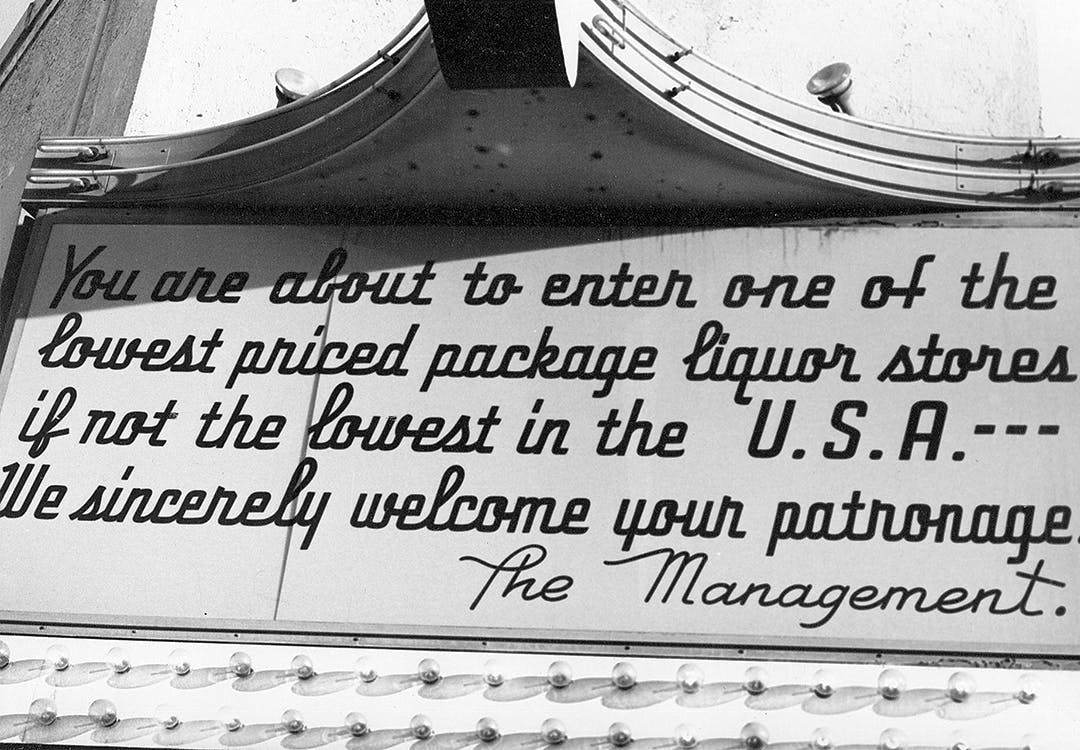 You are about to enter one of the
lowest priced package liquor stores
if not the lowest in the U.S.A.---
We sincerely welcome your patronage.
The Management.